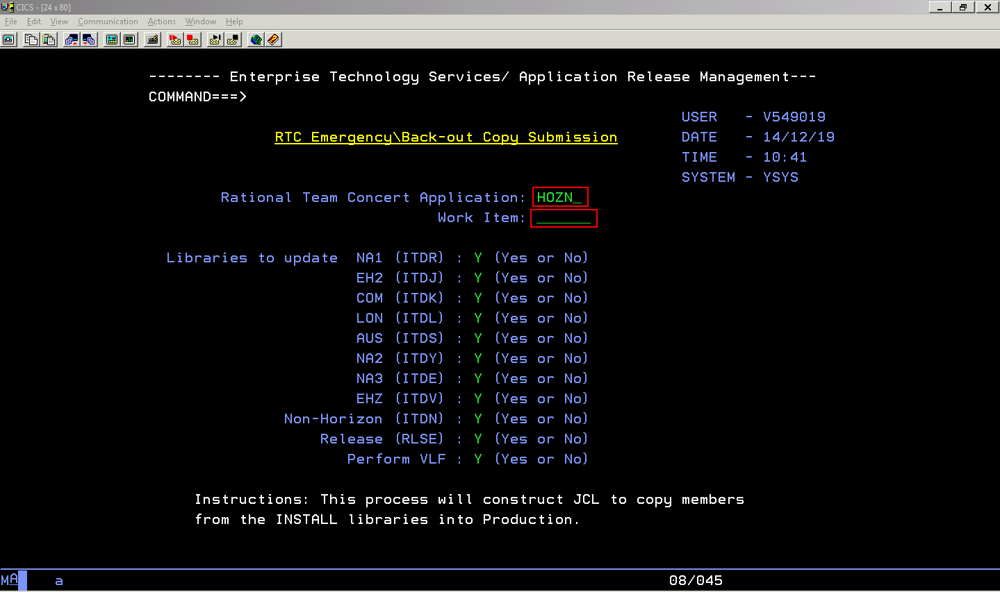 CICS - [24 x 80]
File Edit View Communication Actions Window Help
-------- Enterprise Technology Services/ Application Release Management---
COMMAND===>
USER - V549019
RTC Emergency\Back-out Copy Submission DATE - 14/12/19
TIME - 10:41
SYSTEM - YSYS
Rational Team Concert Application: HOZN_
Work Item: ______
Libraries to update NA1 (ITDR) : Y (Yes or No)
EH2 (ITDJ) : Y (Yes or No)
COM (ITDK) : Y (Yes or No)
LON (ITDL) : Y (Yes or No)
AUS (ITDS) : Y (Yes or No)
NA2 (ITDY) : Y (Yes or No)
NA3 (ITDE) : Y (Yes or No)
EHZ (ITDV) : Y (Yes or No)
Non-Horizon (ITDN) : Y (Yes or No)
Release (RLSE) : Y (Yes or No)
Perform VLF : Y (Yes or No)
Instructions: This process will construct JCL to copy members
from the INSTALL libraries into Production.
MA a 08/045